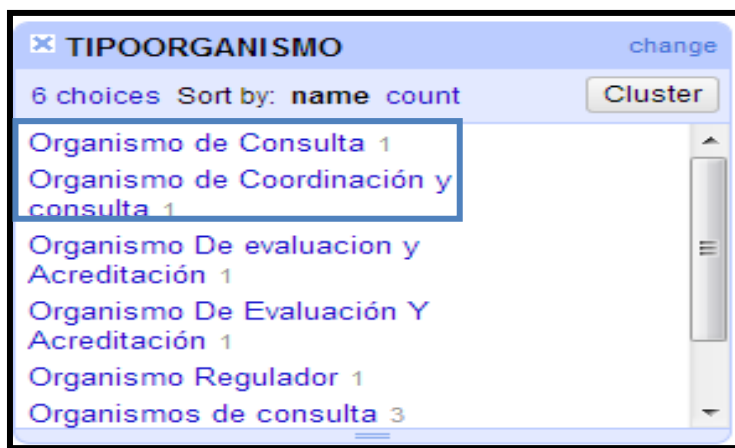 TIPOORGANISMO change
6 choices Sort by: name count Cluster
Organismo de Consulta 1
Organismo de Coordinación y
consulta 1
Organismo De evaluacion y
Acreditación 1
Organismo De Evaluación Y
Acreditación 1
Organismo Regulador 1
Organismos de consulta 3